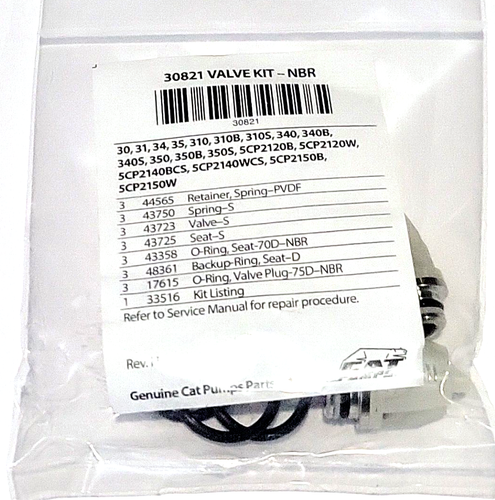 30821 VALVE KIT – NBR
30821
30, 31, 34, 35, 310, 310B, 310S, 340, 340B,
340S, 350, 350B, 350S, 5CP2120B, 5CP2120W,
5CP2140BCS, 5CP2140WCS, 5CP2150B,
5CP2150W
3 44565 Retainer, Spring–PVDF
3 43750 Spring–S
3 43723 Valve–S
3 43725 Seat–S
3 43358 O-Ring, Seat-70D–NBR
3 48361 Backup-Ring, Seat–D
3 17615 O-Ring, Valve Plug-75D–NBR
1 33516 Kit Listing
Refer to Service Manual for repair procedure.
Rev.
CAT
PUMPS
Genuine Cat Pumps Parts